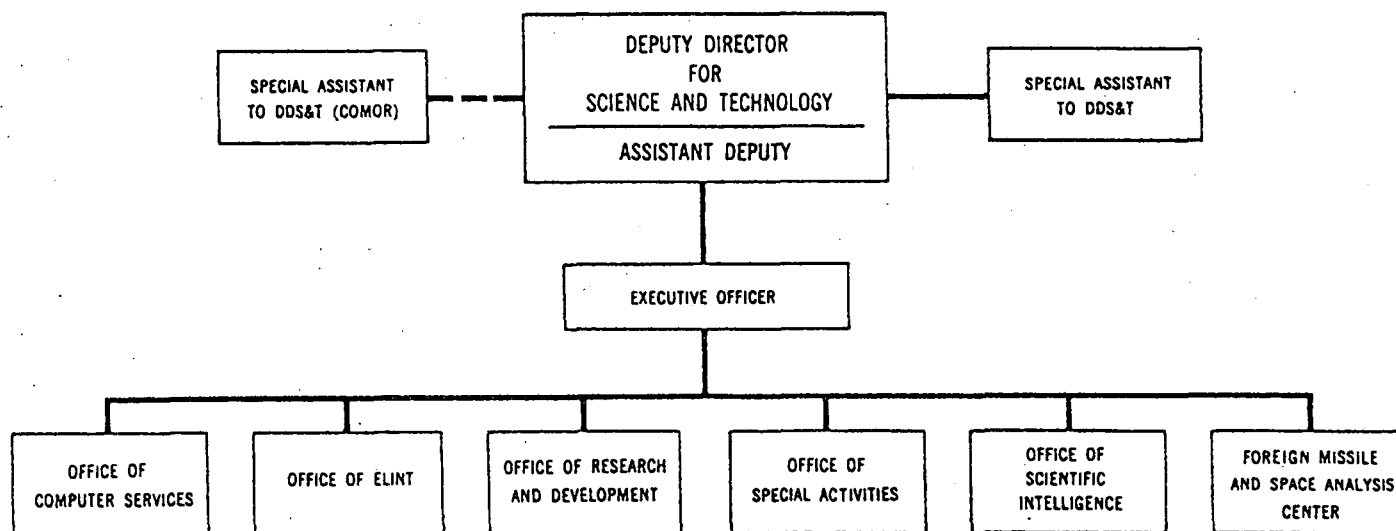 DEPUTY DIRECTOR
FOR
SCIENCE AND TECHNOLOGY
ASSISTANT DEPUTY
SPECIAL ASSISTANT
TO DDS&T (COMOR)
SPECIAL ASSISTANT
TO DDS&T
EXECUTIVE OFFICER
OFFICE OF
COMPUTER SERVICES
OFFICE OF ELINT
OFFICE OF RESEARCH
AND DEVELOPMENT
OFFICE OF
SPECIAL ACTIVITIES
OFFICE OF
SCIENTIFIC
INTELLIGENCE
FOREIGN MISSILE
AND SPACE ANALYSIS
CENTER